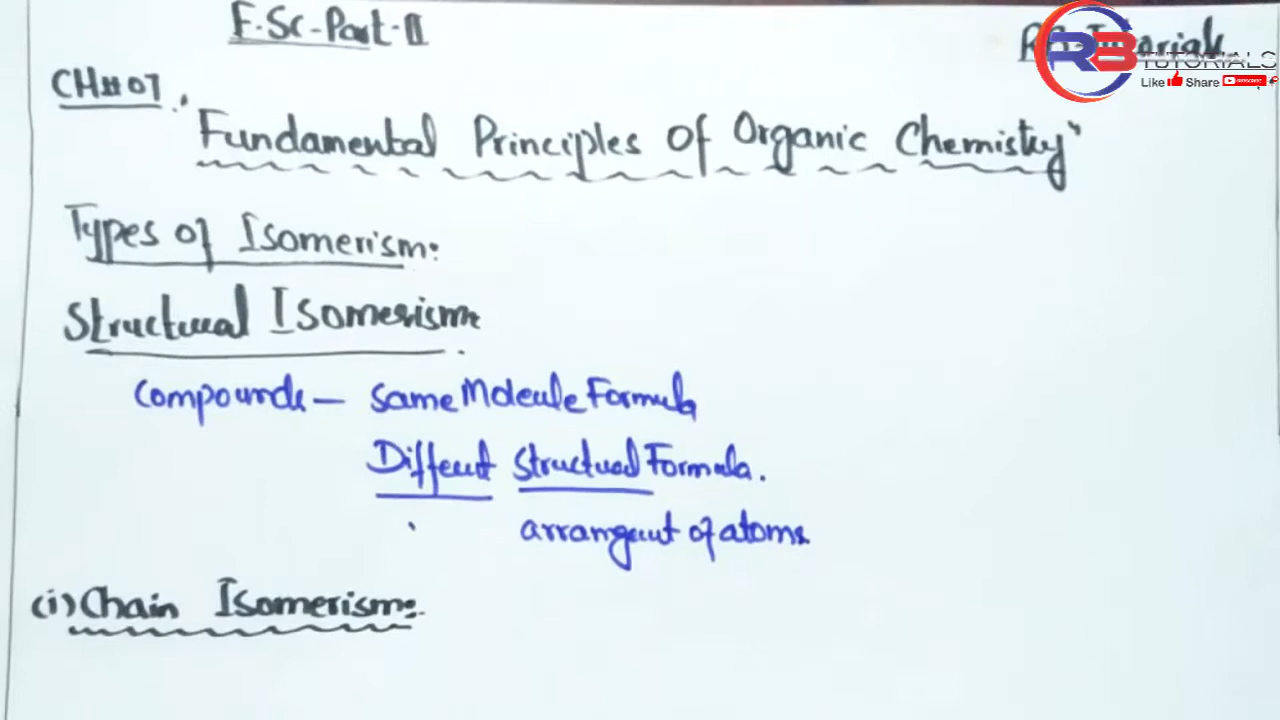 F.Sc-Part-II
RB TUTORIALS
Like Share
CH#07
"Fundamental Principles of Organic Chemistry"
Types of Isomerism:
Structural Isomerism
Compounds — Same Molecule Formula
Different Structural Formula.
arrangement of atoms
(i) Chain Isomerism: